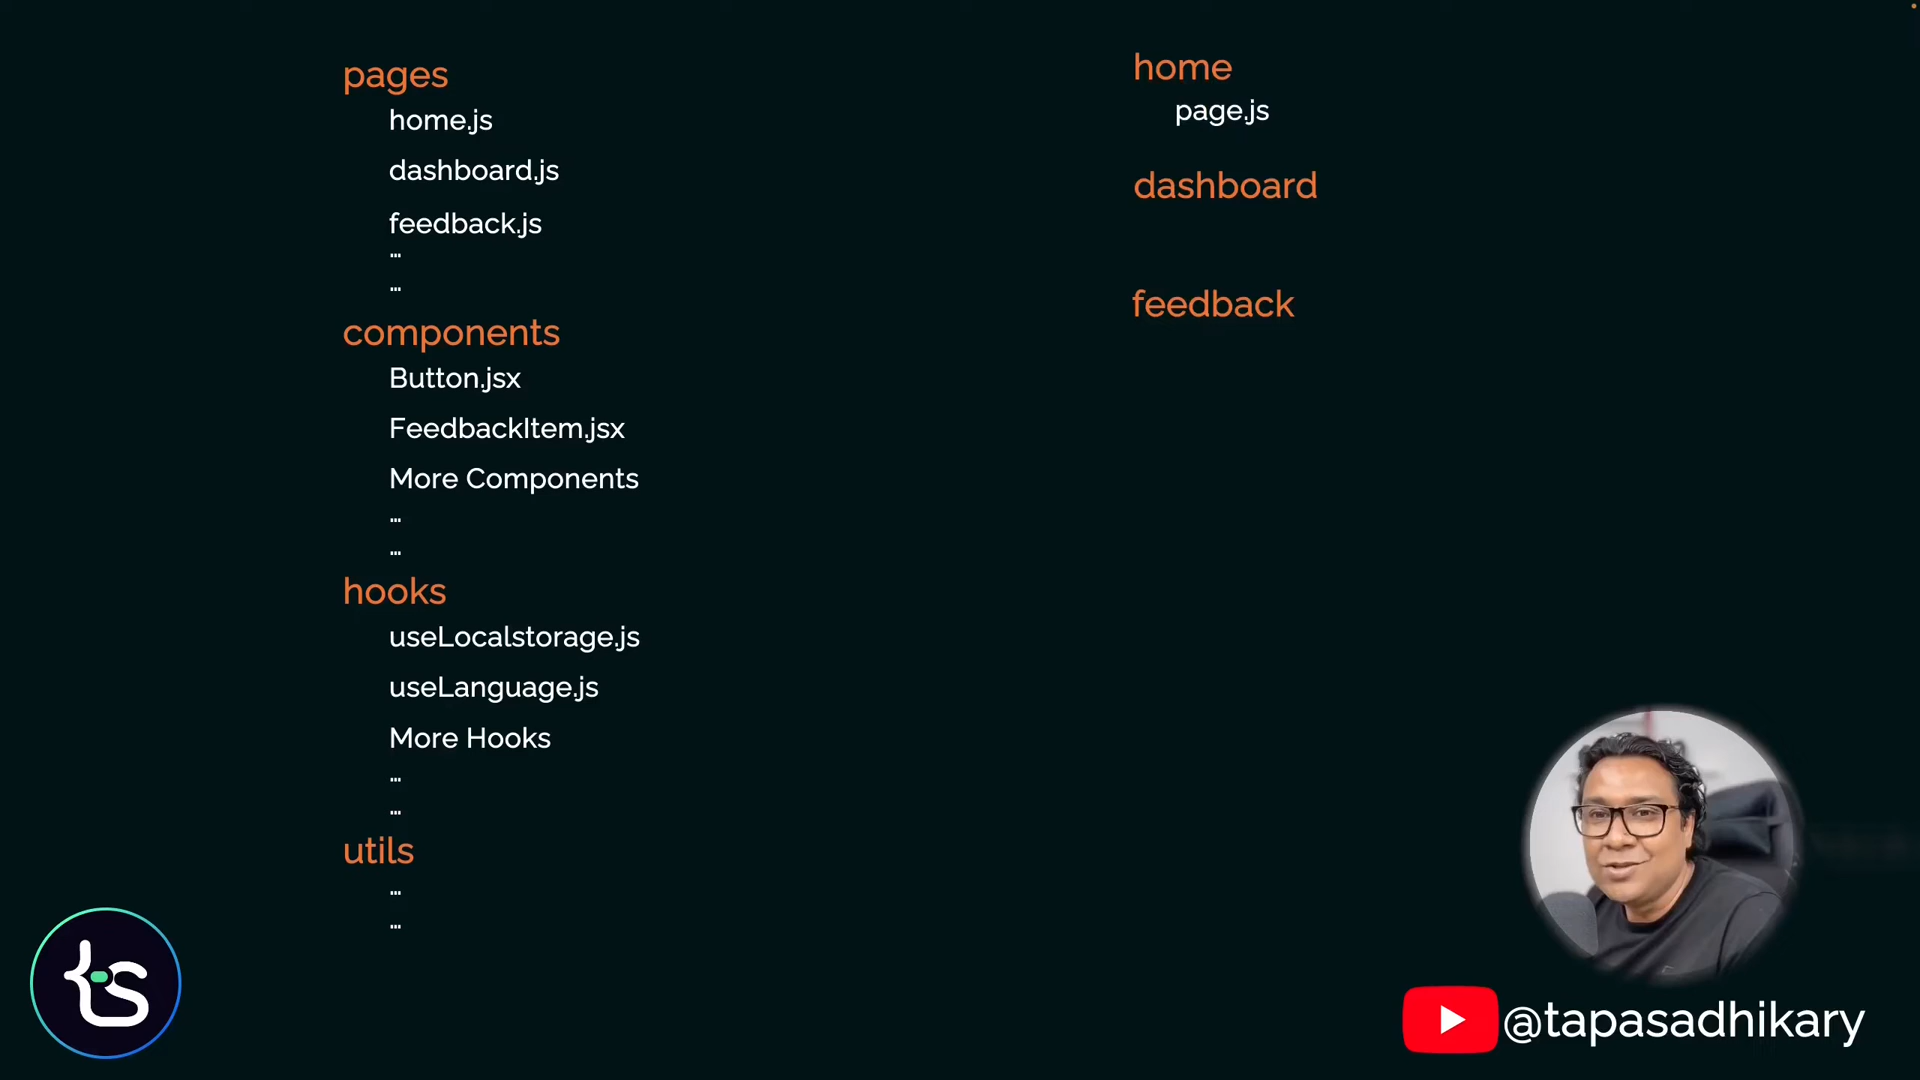 pages
home.js
dashboard.js
feedback.js
...
...
components
Button.jsx
FeedbackItem.jsx
More Components
...
...
hooks
useLocalstorage.js
useLanguage.js
More Hooks
...
...
utils
...
...
home
page.js
dashboard
feedback
ts
@tapasadhikary